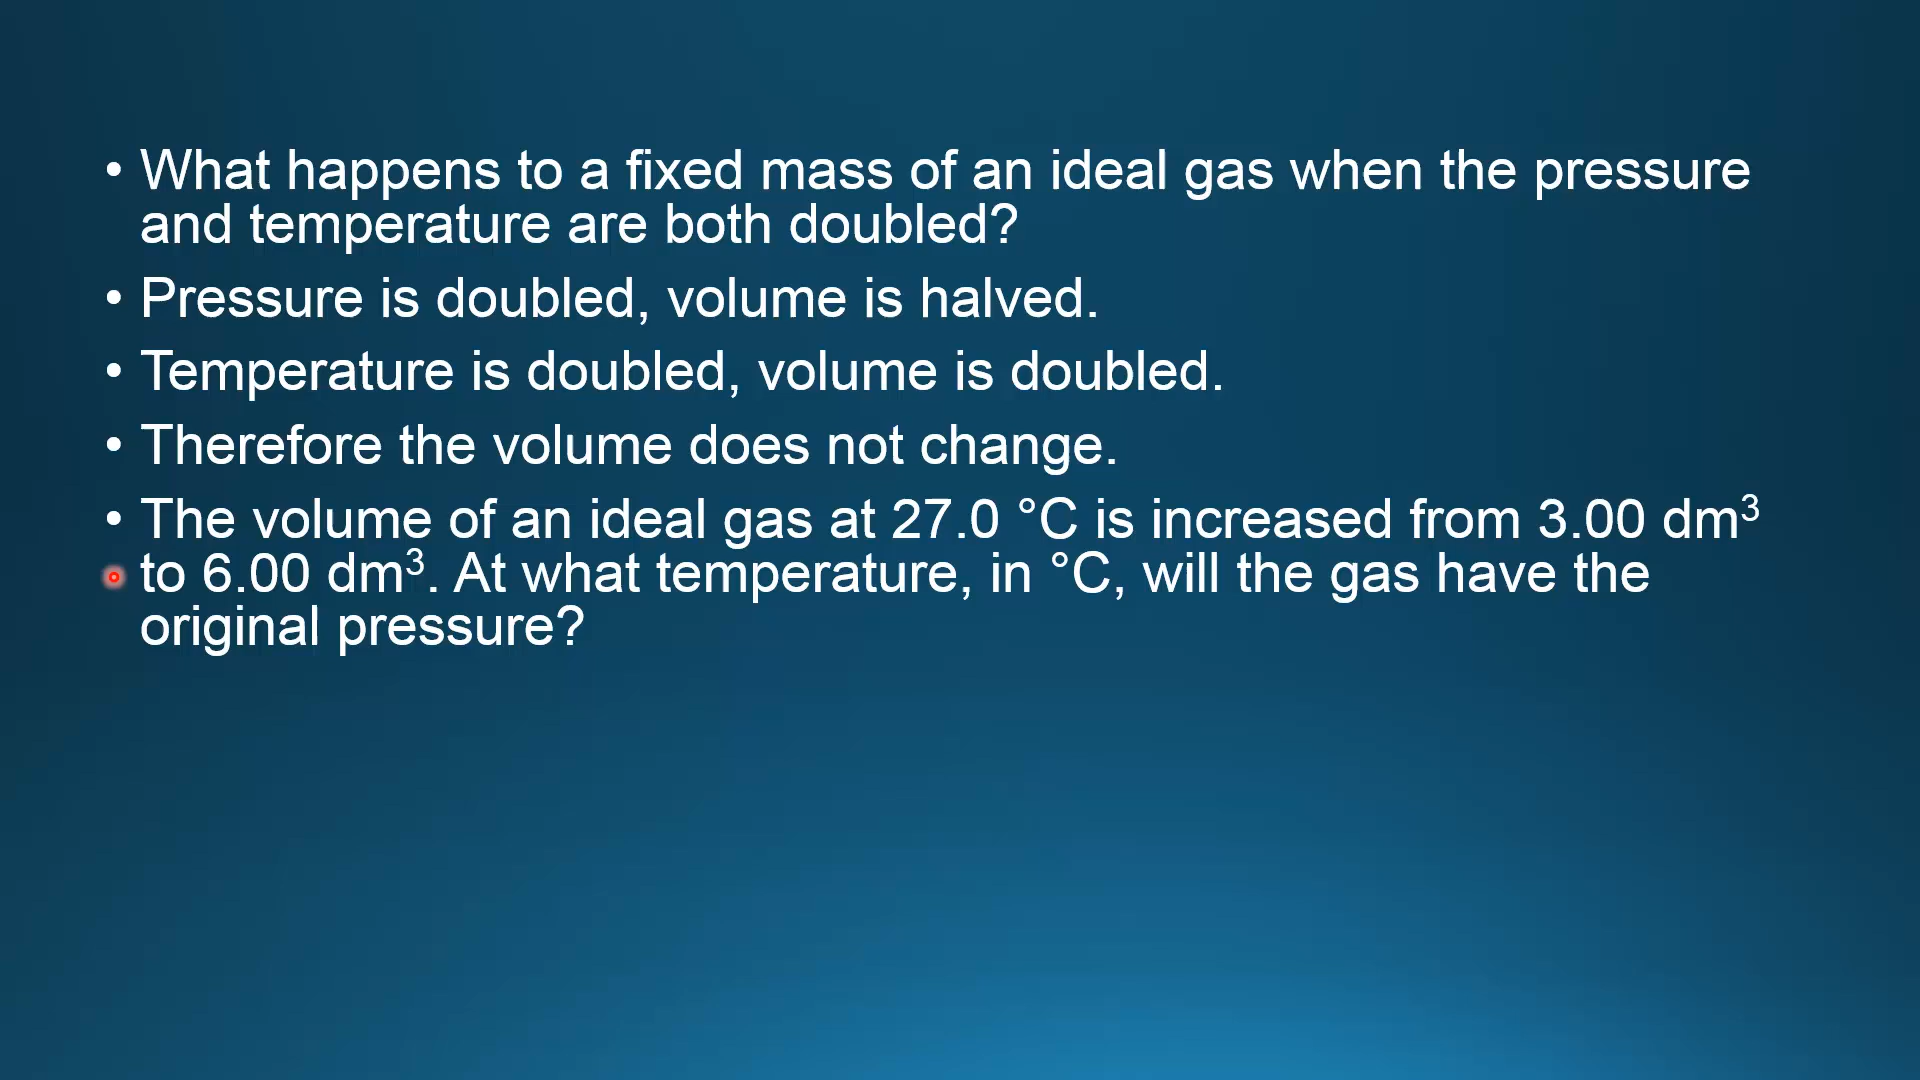 • What happens to a fixed mass of an ideal gas when the pressure
and temperature are both doubled?
• Pressure is doubled, volume is halved.
• Temperature is doubled, volume is doubled.
• Therefore the volume does not change.
• The volume of an ideal gas at 27.0 °C is increased from 3.00 dm³
to 6.00 dm³. At what temperature, in °C, will the gas have the
original pressure?